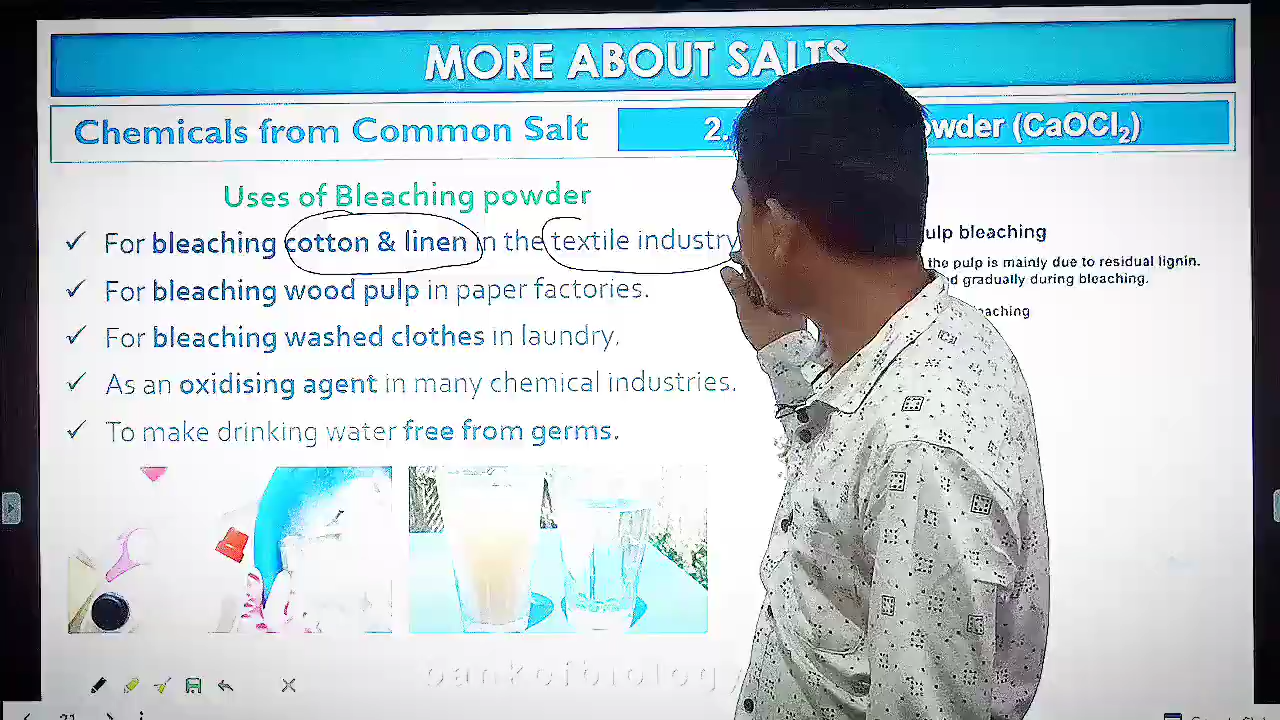 MORE ABOUT SALTS
Chemicals from Common Salt
2. owder (CaOCl₂)
Uses of Bleaching powder
✓ For bleaching cotton & linen in the textile industry
✓ For bleaching wood pulp in paper factories.
✓ For bleaching washed clothes in laundry.
✓ As an oxidising agent in many chemical industries.
✓ To make drinking water free from germs.
ulp bleaching
the pulp is mainly due to residual lignin.
d gradually during bleaching.
eaching
bankofbiology